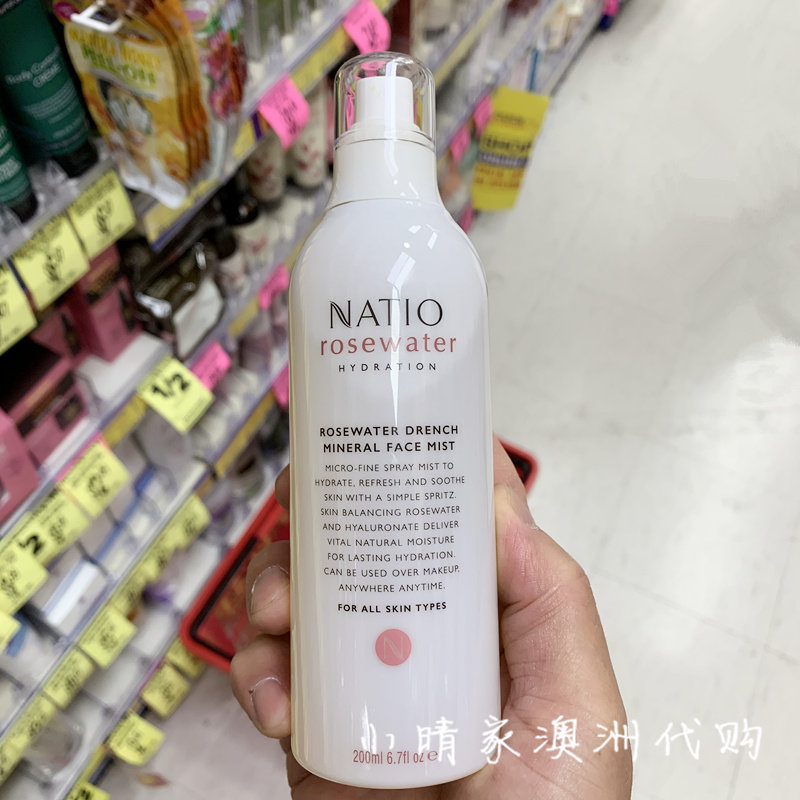 NATIO
rosewater
HYDRATION
ROSEWATER DRENCH
MINERAL FACE MIST
MICRO-FINE SPRAY MIST TO
HYDRATE, REFRESH AND SOOTHE
SKIN WITH A SIMPLE SPRITZ.
SKIN BALANCING ROSEWATER
AND HYALURONATE DELIVER
VITAL NATURAL MOISTURE
FOR LASTING HYDRATION.
CAN BE USED OVER MAKEUP,
ANYWHERE ANYTIME.
FOR ALL SKIN TYPES
N
200ml 6.7fl oz ℮
小晴家澳洲代购
1/2